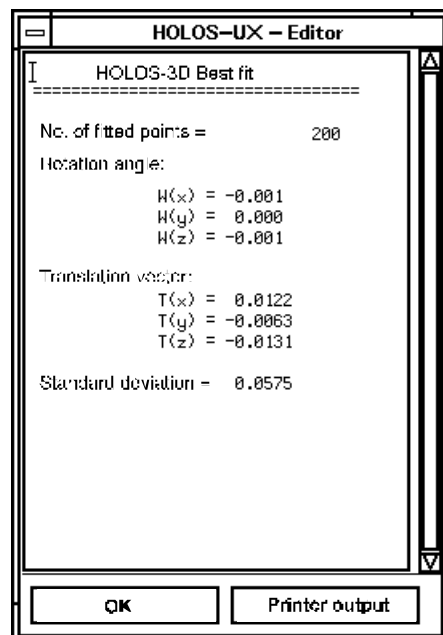 HOLOS-UX - Editor
HOLOS-3D Best fit
==================================
No. of fitted points = 200
Rotation angle:
W(x) = -0.001
W(y) = 0.000
W(z) = -0.001
Translation vector:
T(x) = 0.0122
T(y) = -0.0063
T(z) = -0.0131
Standard deviation = 0.0575
OK
Printer output